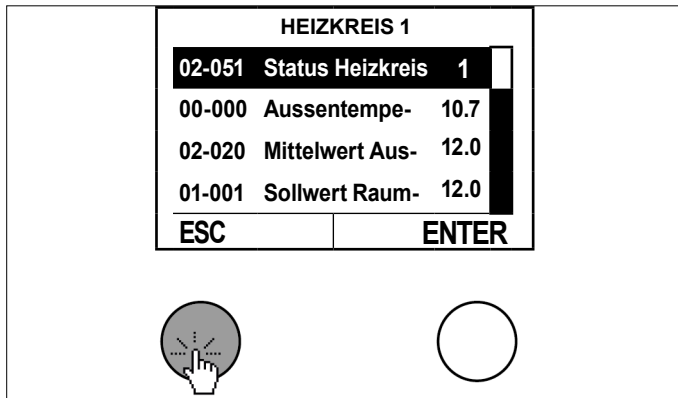 HEIZKREIS 1
02-051 Status Heizkreis 1
00-000 Aussentempe- 10.7
02-020 Mittelwert Aus- 12.0
01-001 Sollwert Raum- 12.0
ESC ENTER